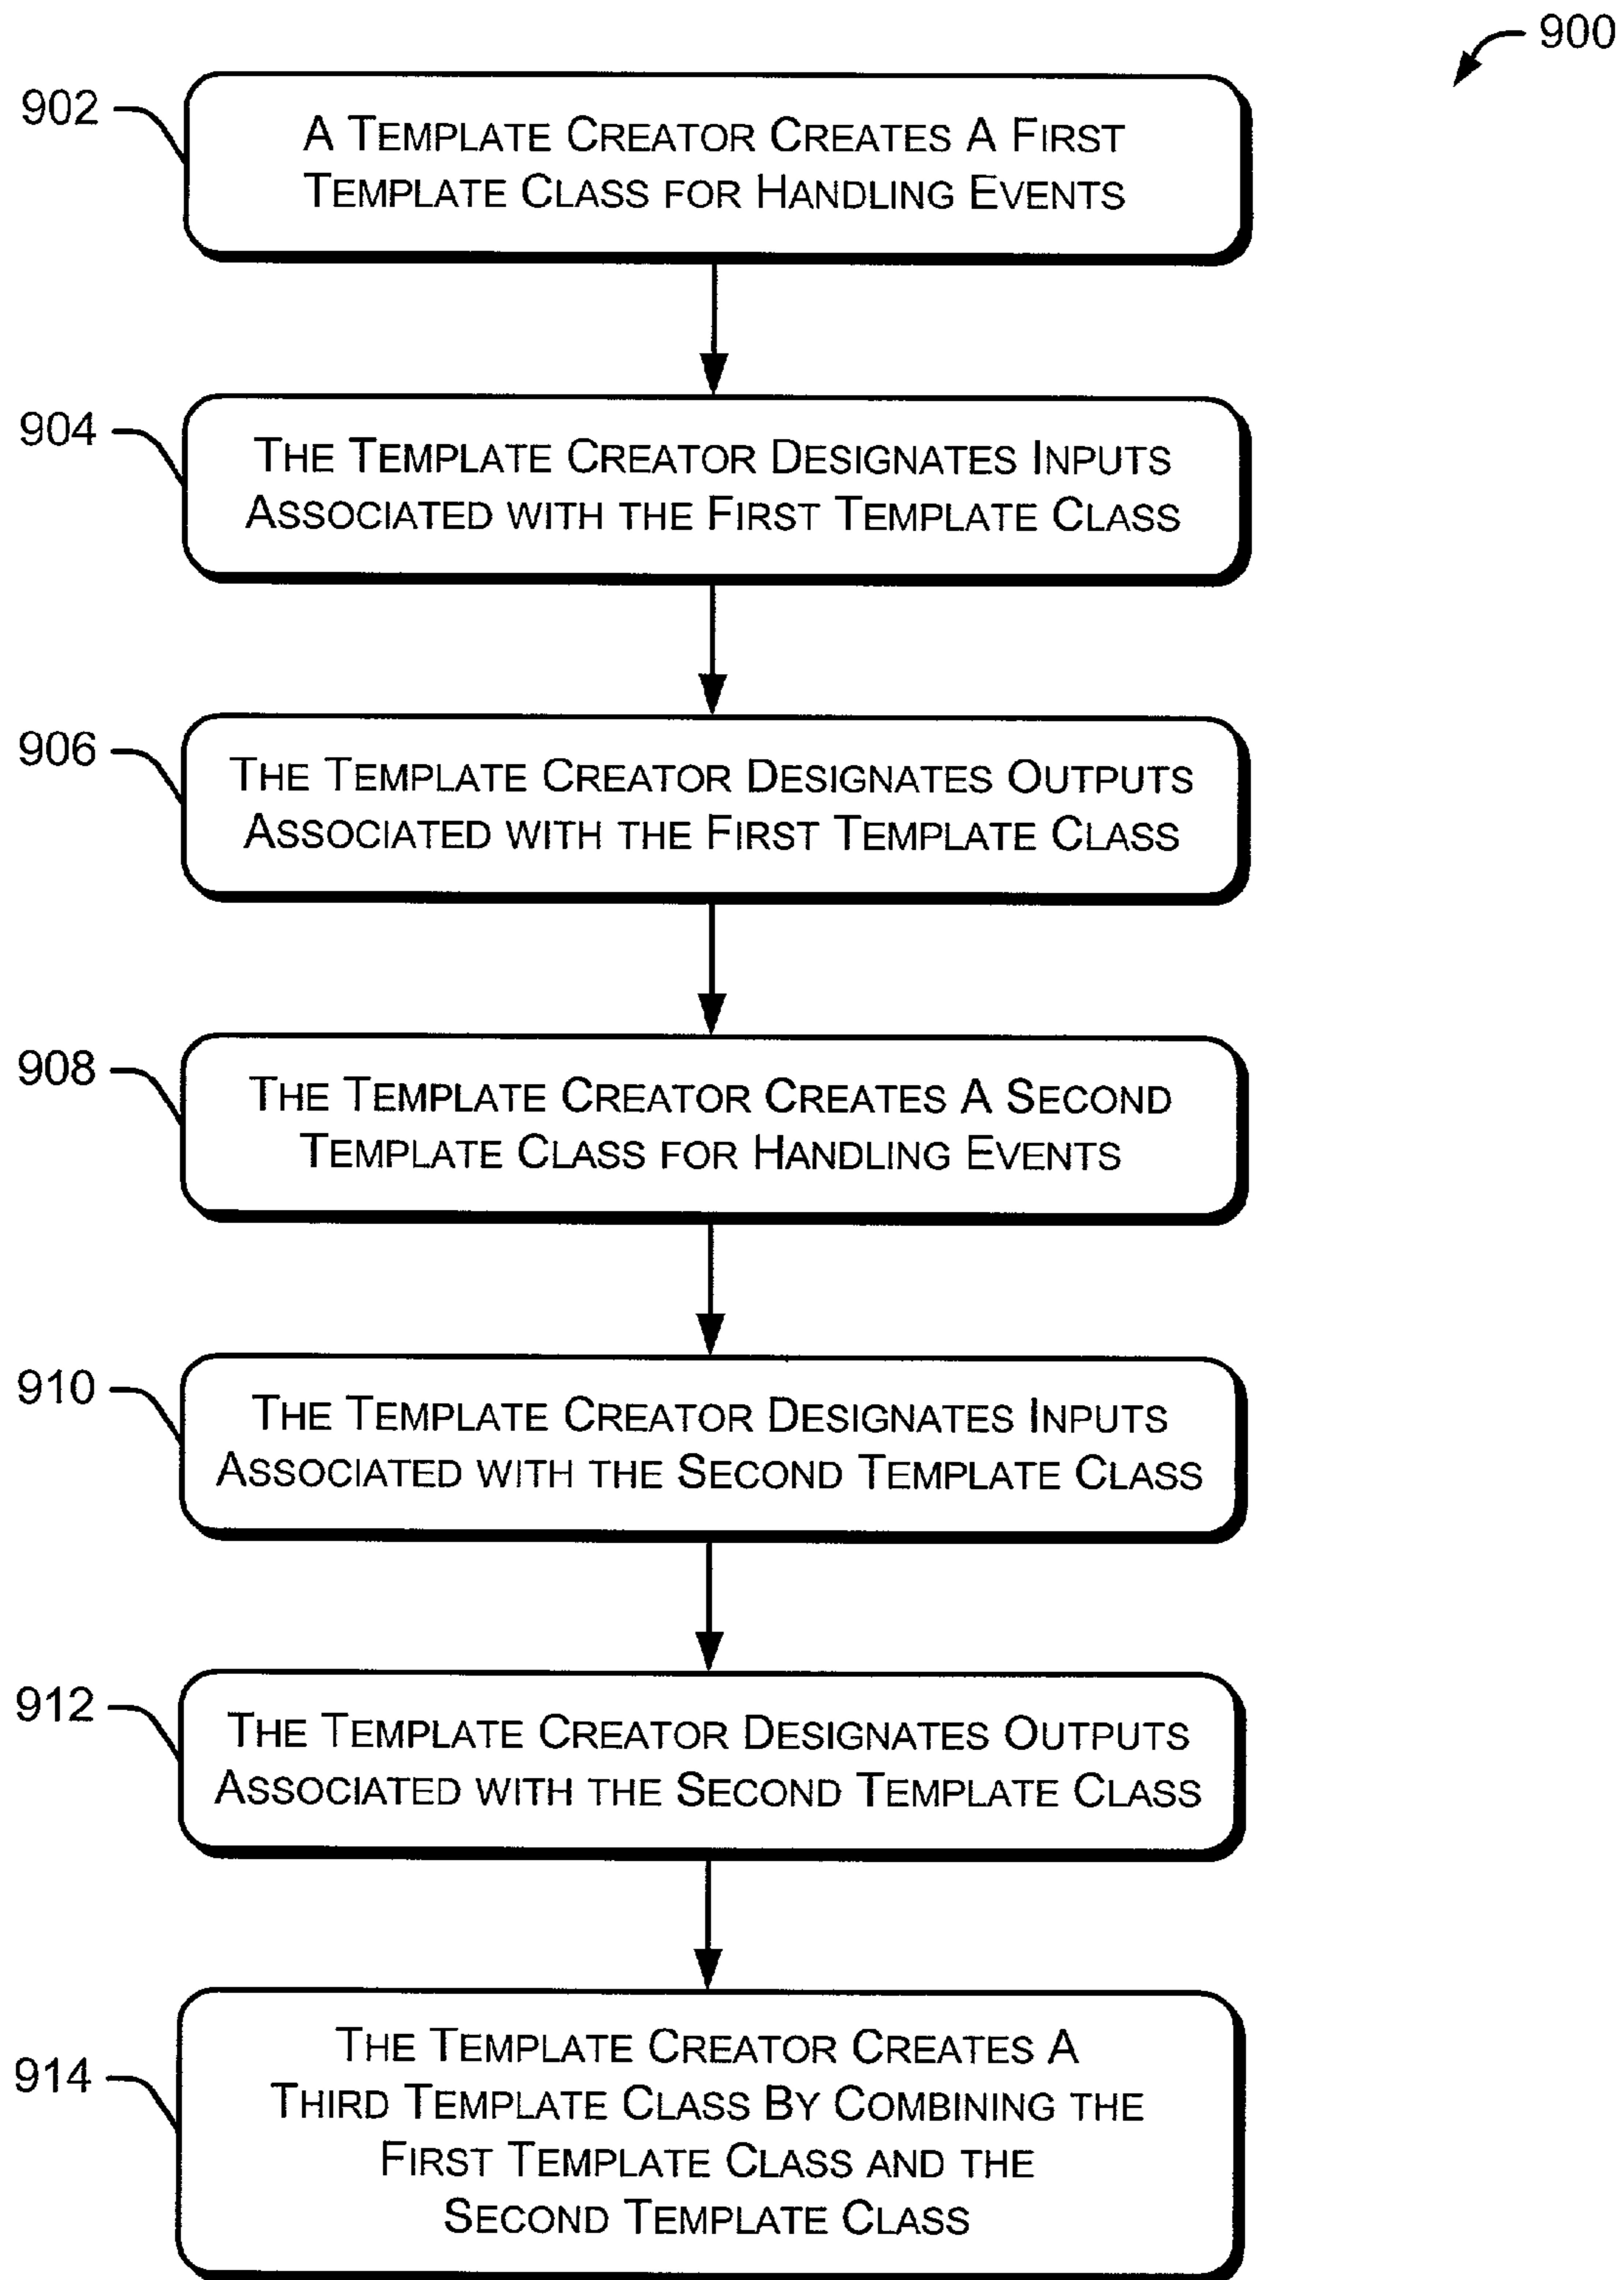 900
902
A TEMPLATE CREATOR CREATES A FIRST
TEMPLATE CLASS FOR HANDLING EVENTS
904
THE TEMPLATE CREATOR DESIGNATES INPUTS
ASSOCIATED WITH THE FIRST TEMPLATE CLASS
906
THE TEMPLATE CREATOR DESIGNATES OUTPUTS
ASSOCIATED WITH THE FIRST TEMPLATE CLASS
908
THE TEMPLATE CREATOR CREATES A SECOND
TEMPLATE CLASS FOR HANDLING EVENTS
910
THE TEMPLATE CREATOR DESIGNATES INPUTS
ASSOCIATED WITH THE SECOND TEMPLATE CLASS
912
THE TEMPLATE CREATOR DESIGNATES OUTPUTS
ASSOCIATED WITH THE SECOND TEMPLATE CLASS
914
THE TEMPLATE CREATOR CREATES A
THIRD TEMPLATE CLASS BY COMBINING THE
FIRST TEMPLATE CLASS AND THE
SECOND TEMPLATE CLASS